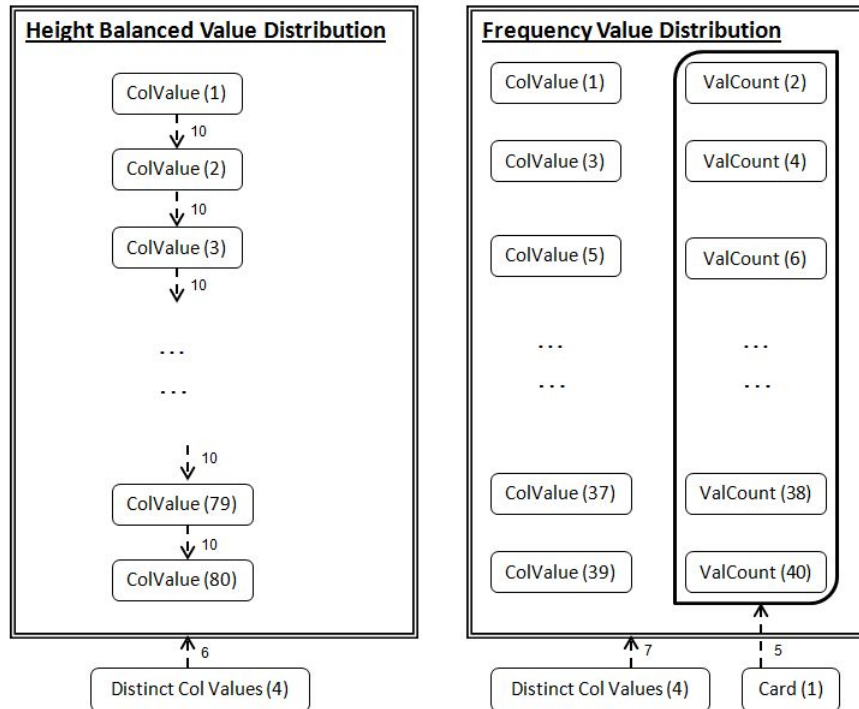 Height Balanced Value Distribution
ColValue (1)
10
ColValue (2)
10
ColValue (3)
10
...
...
10
ColValue (79)
10
ColValue (80)
6
Distinct Col Values (4)
Frequency Value Distribution
ColValue (1) ValCount (2)
ColValue (3) ValCount (4)
ColValue (5) ValCount (6)
... ...
... ...
ColValue (37) ValCount (38)
ColValue (39) ValCount (40)
7 5
Distinct Col Values (4) Card (1)